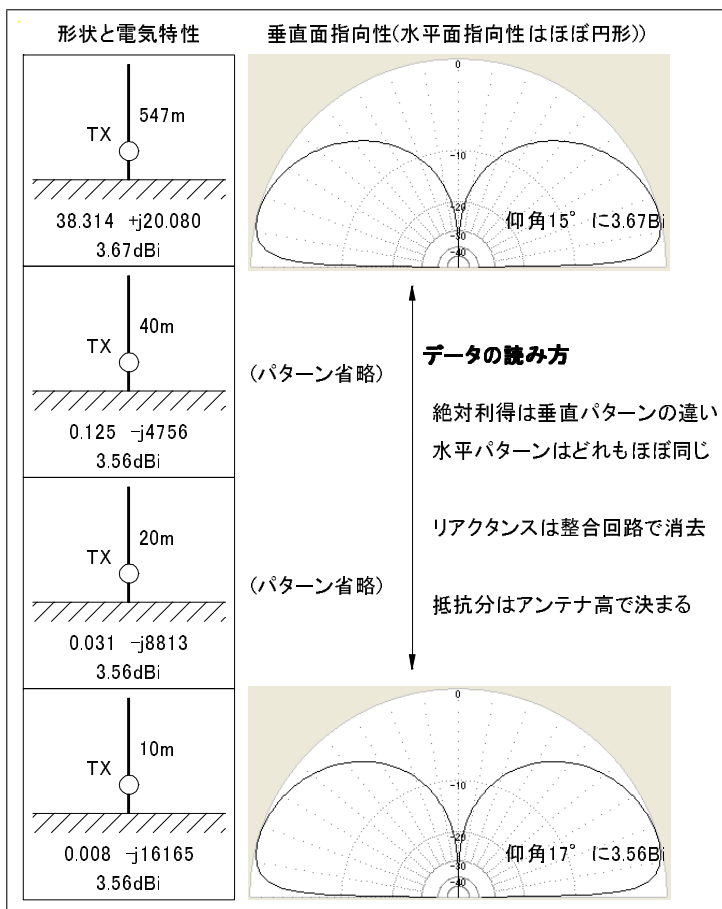 形状と電気特性
垂直面指向性(水平面指向性はほぼ円形))
TX
547m
38.314 +j20.080
3.67dBi
0
-10
-20
-30
-40
仰角15° に3.67Bi
TX
40m
0.125 -j4756
3.56dBi
(パターン省略)
データの読み方
絶対利得は垂直パターンの違い
水平パターンはどれもほぼ同じ
リアクタンスは整合回路で消去
抵抗分はアンテナ高で決まる
TX
20m
0.031 -j8813
3.56dBi
(パターン省略)
TX
10m
0.008 -j16165
3.56dBi
0
-10
-20
-30
-40
仰角17° に3.56Bi